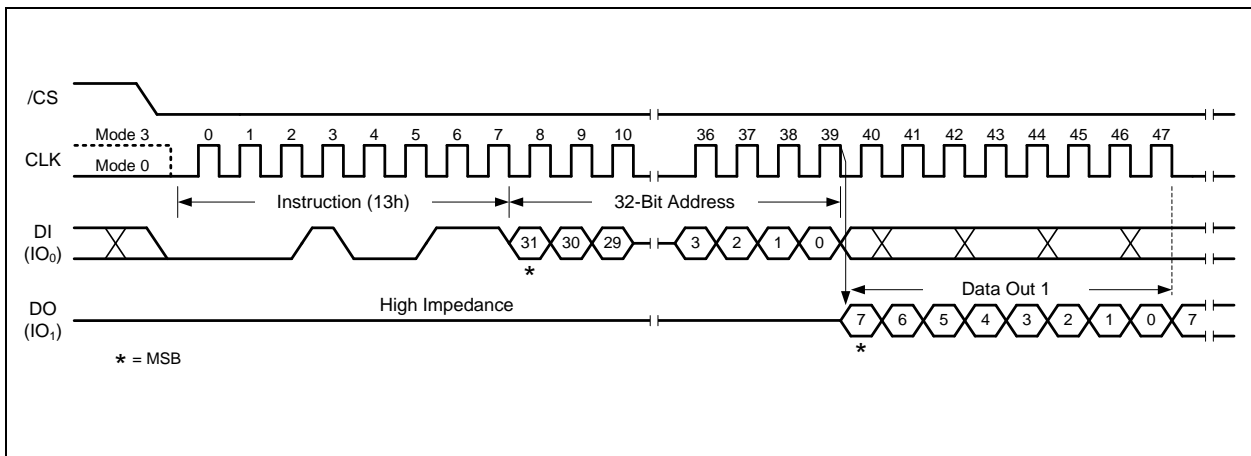 /CS
Mode 3
0 1 2 3 4 5 6 7 8 9 10 36 37 38 39 40 41 42 43 44 45 46 47
CLK
Mode 0
Instruction (13h) 32-Bit Address
DI
(IO0)
31 30 29 3 2 1 0
*
High Impedance
Data Out 1
DO
(IO1)
7 6 5 4 3 2 1 0 7
*
* = MSB